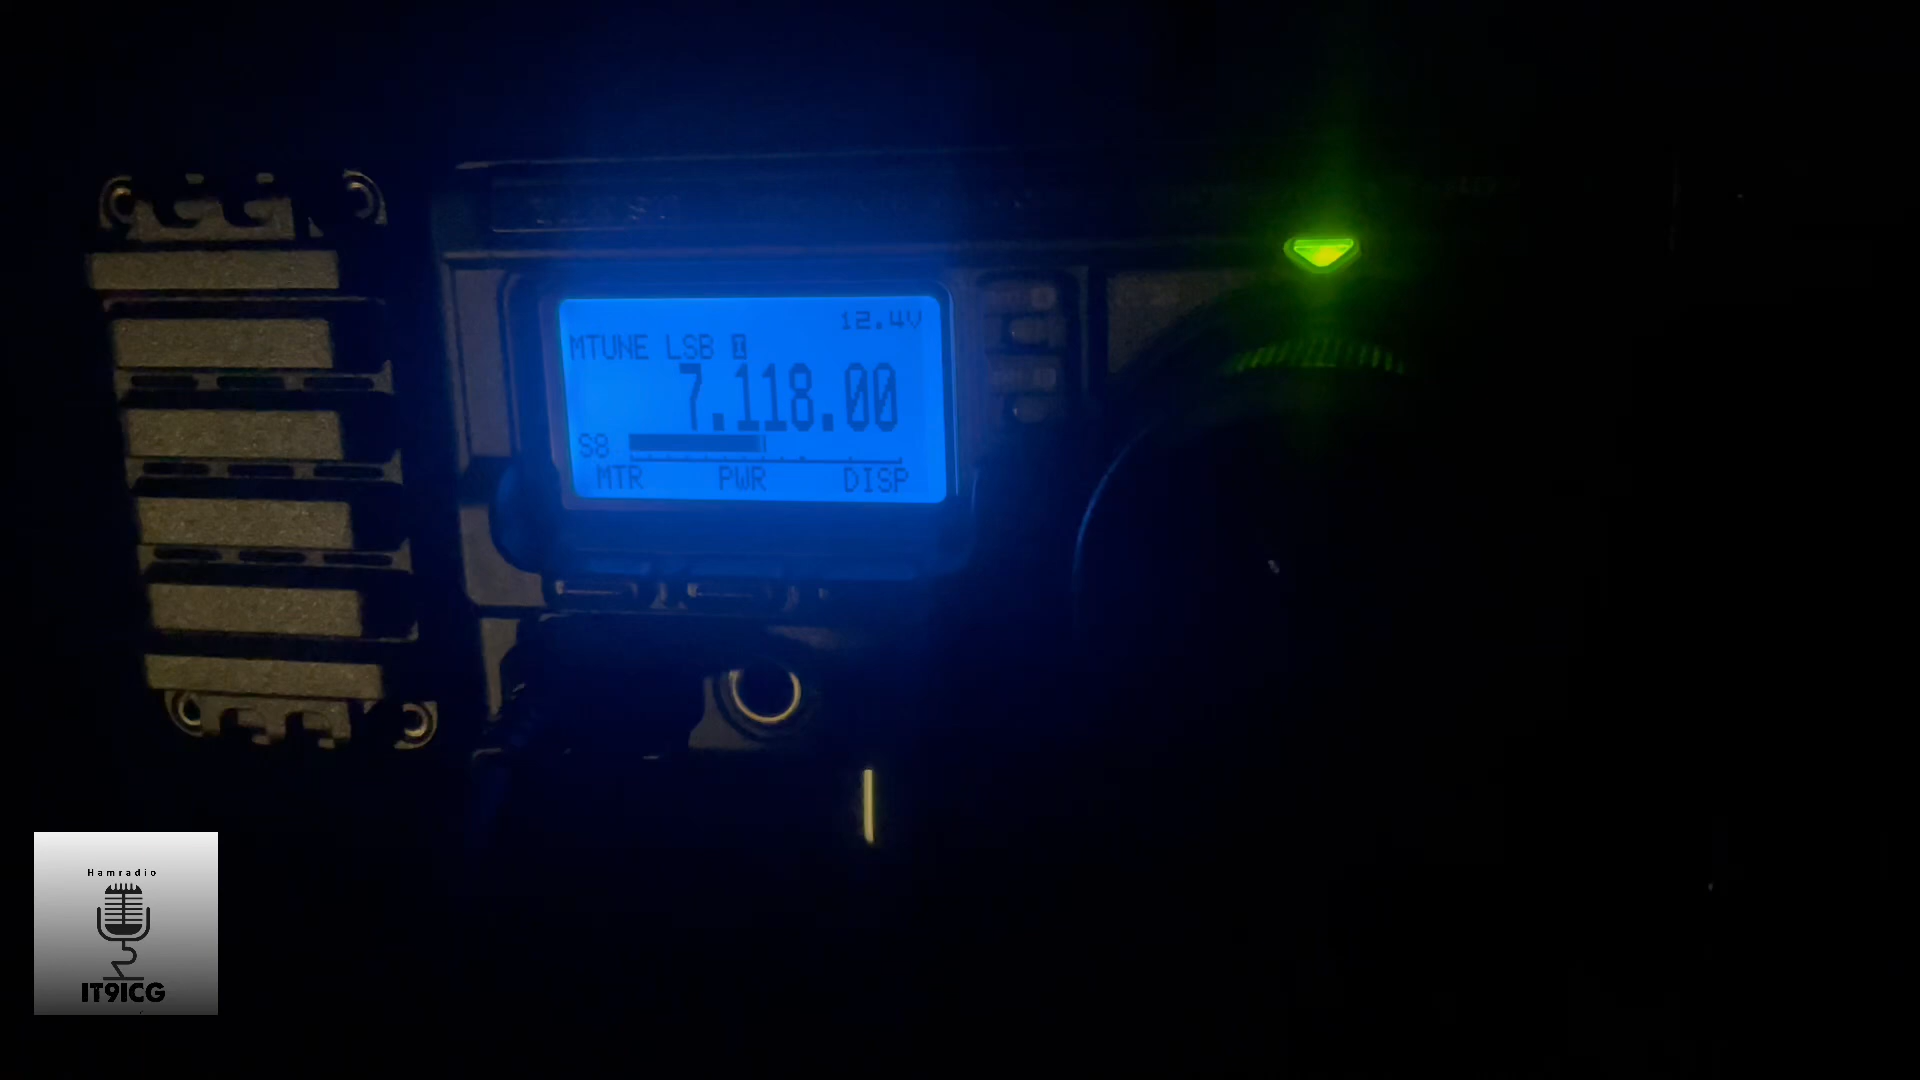 12.4V
MTUNE LSB I
7.118.00
S8
MTR PWR DISP
Hamradio
IT9ICG